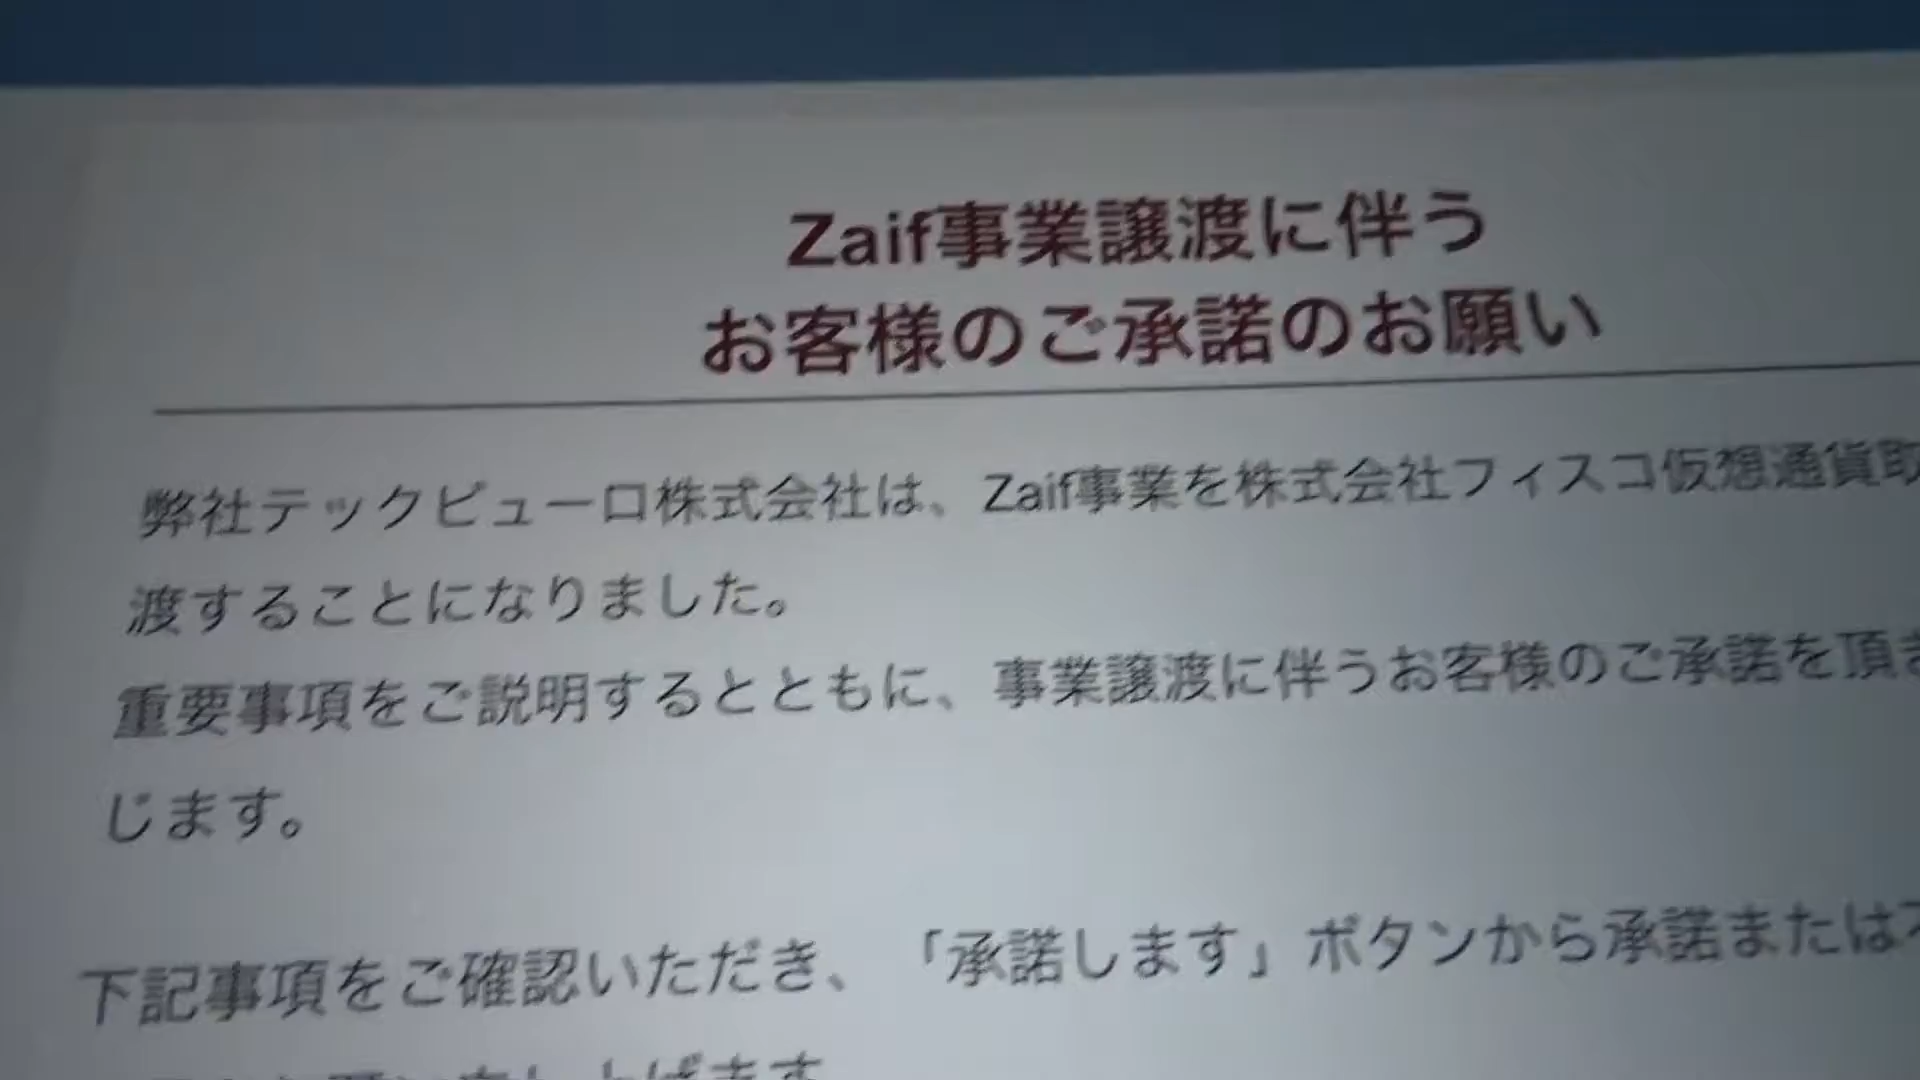 Zaif事業譲渡に伴う
お客様のご承諾のお願い
弊社テックビューロ株式会社は、Zaif事業を株式会社フィスコ仮想通貨取
渡することになりました。
重要事項をご説明するとともに、事業譲渡に伴うお客様のご承諾を頂き
じます。
下記事項をご確認いただき、「承諾します」ボタンから承諾または不